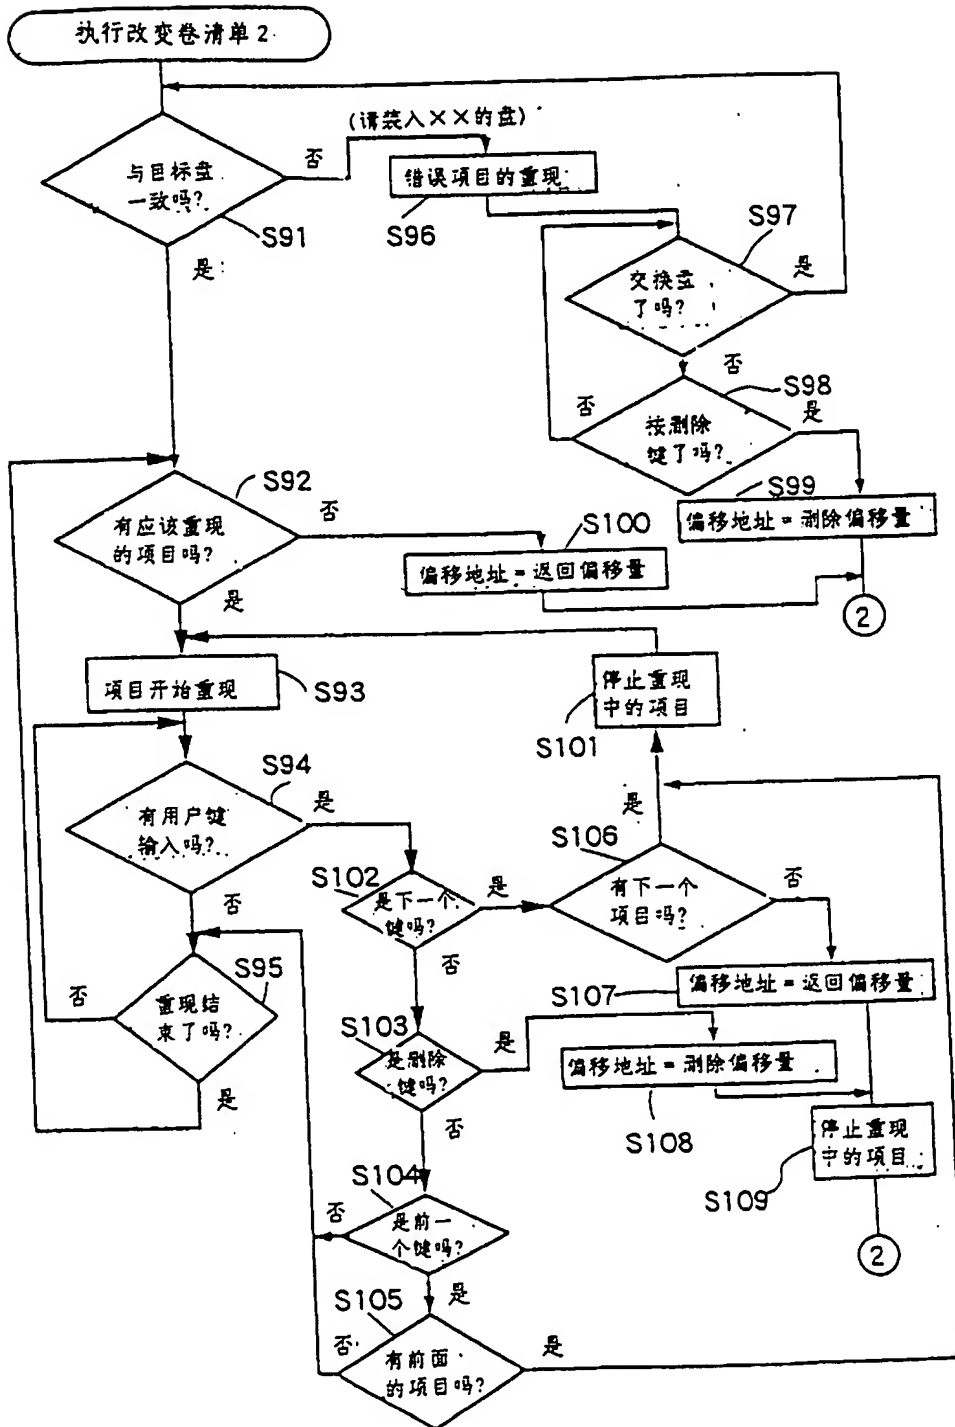 执行改变卷清单2
(请装入××的盘)
与目标盘
一致吗?
否
S91
是
错误项目的重现
S96
S97
交换盘
了吗?
是
否
S98
否
按删除
键了吗?
是
S99
偏移地址=删除偏移量
②
S92
有应该重现
的项目吗?
否
S100
偏移地址=返回偏移量
是
项目开始重现
S93
停止重现
中的项目
S101
S94
有用户键
输入吗?
是
否
S102
是下一个
键吗?
是
否
S106
有下一个
项目吗?
是
否
S95
重现结
束了吗?
否
是
S107
偏移地址=返回偏移量
S103
是删除
键吗?
是
否
偏移地址=删除偏移量
S108
停止重现
中的项目
S109
②
S104
是前一
个键吗?
否
是
S105
有前面
的项目吗?
否
是